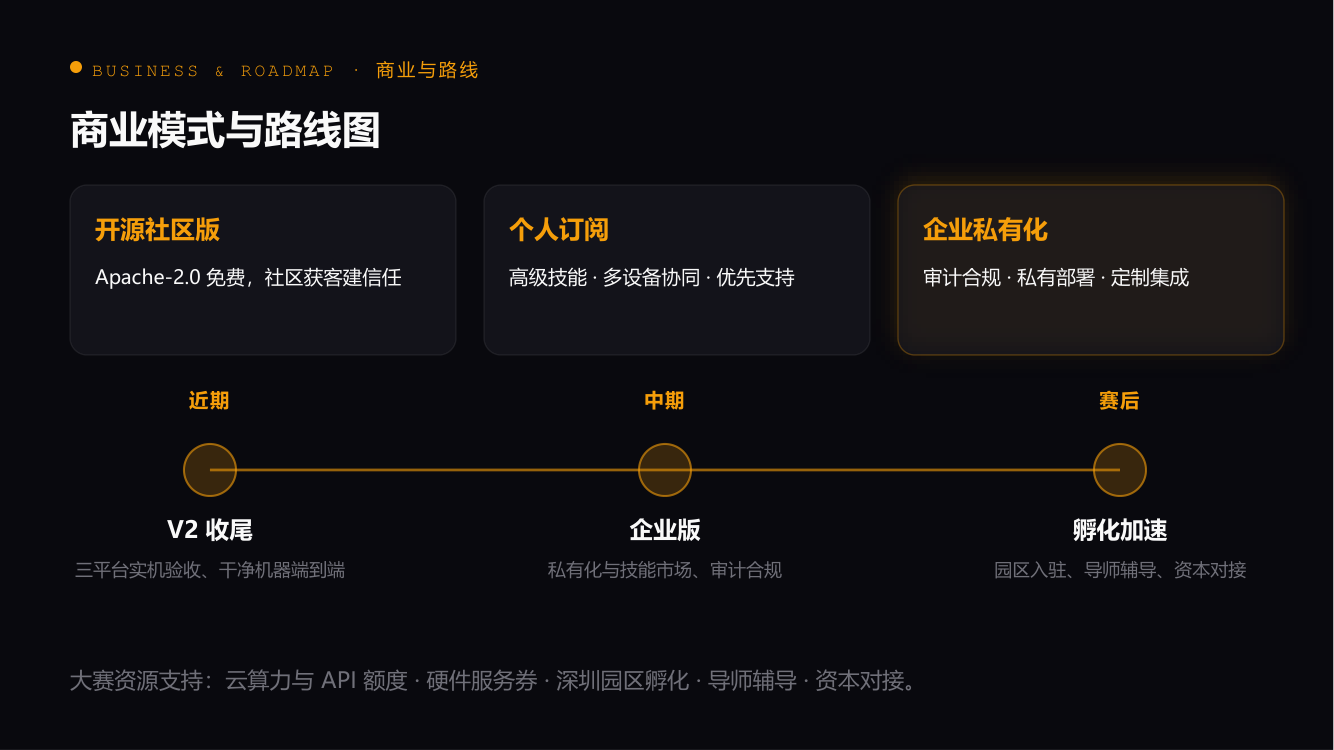 BUSINESS & ROADMAP · 商业与路线
商业模式与路线图
开源社区版
Apache-2.0 免费，社区获客建信任
个人订阅
高级技能 · 多设备协同 · 优先支持
企业私有化
审计合规 · 私有部署 · 定制集成
近期
中期
赛后
V2 收尾
三平台实机验收、干净机器端到端
企业版
私有化与技能市场、审计合规
孵化加速
园区入驻、导师辅导、资本对接
大赛资源支持：云算力与 API 额度 · 硬件服务券 · 深圳园区孵化 · 导师辅导 · 资本对接。